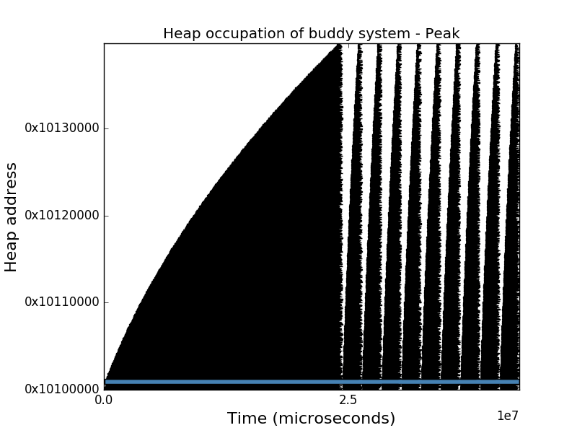 Heap occupation of buddy system - Peak
Heap address
0x10130000
0x10120000
0x10110000
0x10100000
0.0
2.5
1e7
Time (microseconds)